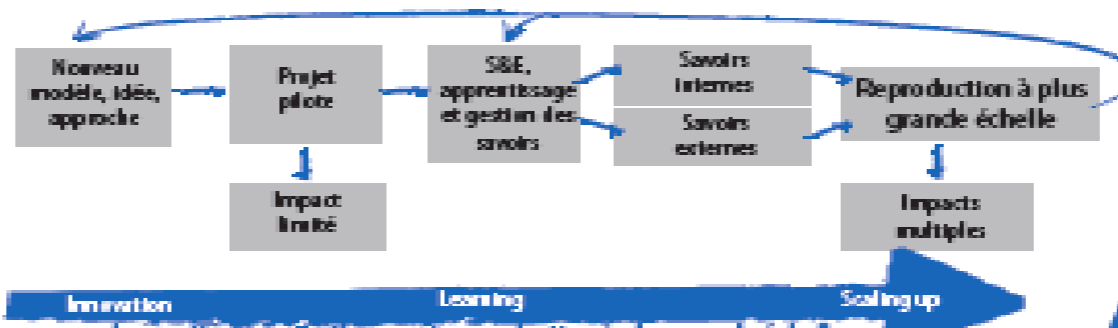 Nouveau
modèle, idée,
approche
Projet
pilote
S&E,
apprentissage
et gestion des
savoirs
Savoirs
internes
Savoirs
externes
Reproduction à plus
grande échelle
Impact
limité
Impacts
multiples
Innovation
Learning
Scaling up